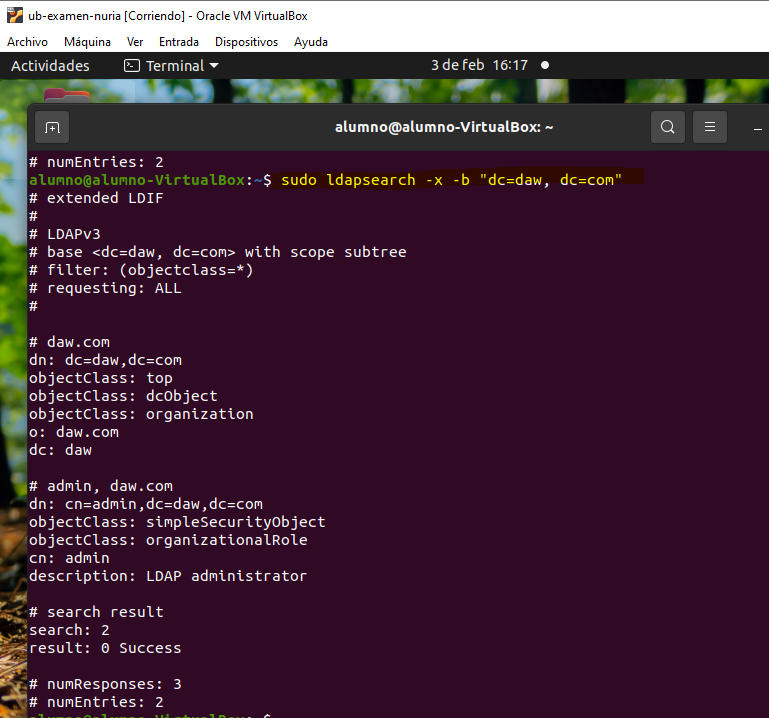 ub-examen-nuria [Corriendo] - Oracle VM VirtualBox
Archivo Máquina Ver Entrada Dispositivos Ayuda
Actividades Terminal 3 de feb 16:17
alumno@alumno-VirtualBox: ~
# numEntries: 2
alumno@alumno-VirtualBox:~$ sudo ldapsearch -x -b "dc=daw, dc=com"
# extended LDIF
#
# LDAPv3
# base <dc=daw, dc=com> with scope subtree
# filter: (objectclass=*)
# requesting: ALL
#
# daw.com
dn: dc=daw,dc=com
objectClass: top
objectClass: dcObject
objectClass: organization
o: daw.com
dc: daw
# admin, daw.com
dn: cn=admin,dc=daw,dc=com
objectClass: simpleSecurityObject
objectClass: organizationalRole
cn: admin
description: LDAP administrator
# search result
search: 2
result: 0 Success
# numResponses: 3
# numEntries: 2
alumno@alumno-VirtualBox:~$